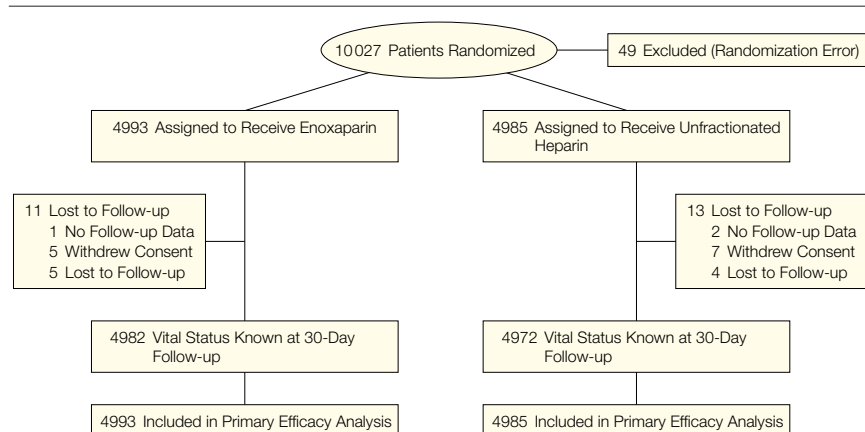 10027 Patients Randomized
49 Excluded (Randomization Error)
4993 Assigned to Receive Enoxaparin
4985 Assigned to Receive Unfractionated
Heparin
11 Lost to Follow-up
1 No Follow-up Data
5 Withdrew Consent
5 Lost to Follow-up
13 Lost to Follow-up
2 No Follow-up Data
7 Withdrew Consent
4 Lost to Follow-up
4982 Vital Status Known at 30-Day
Follow-up
4972 Vital Status Known at 30-Day
Follow-up
4993 Included in Primary Efficacy Analysis
4985 Included in Primary Efficacy Analysis